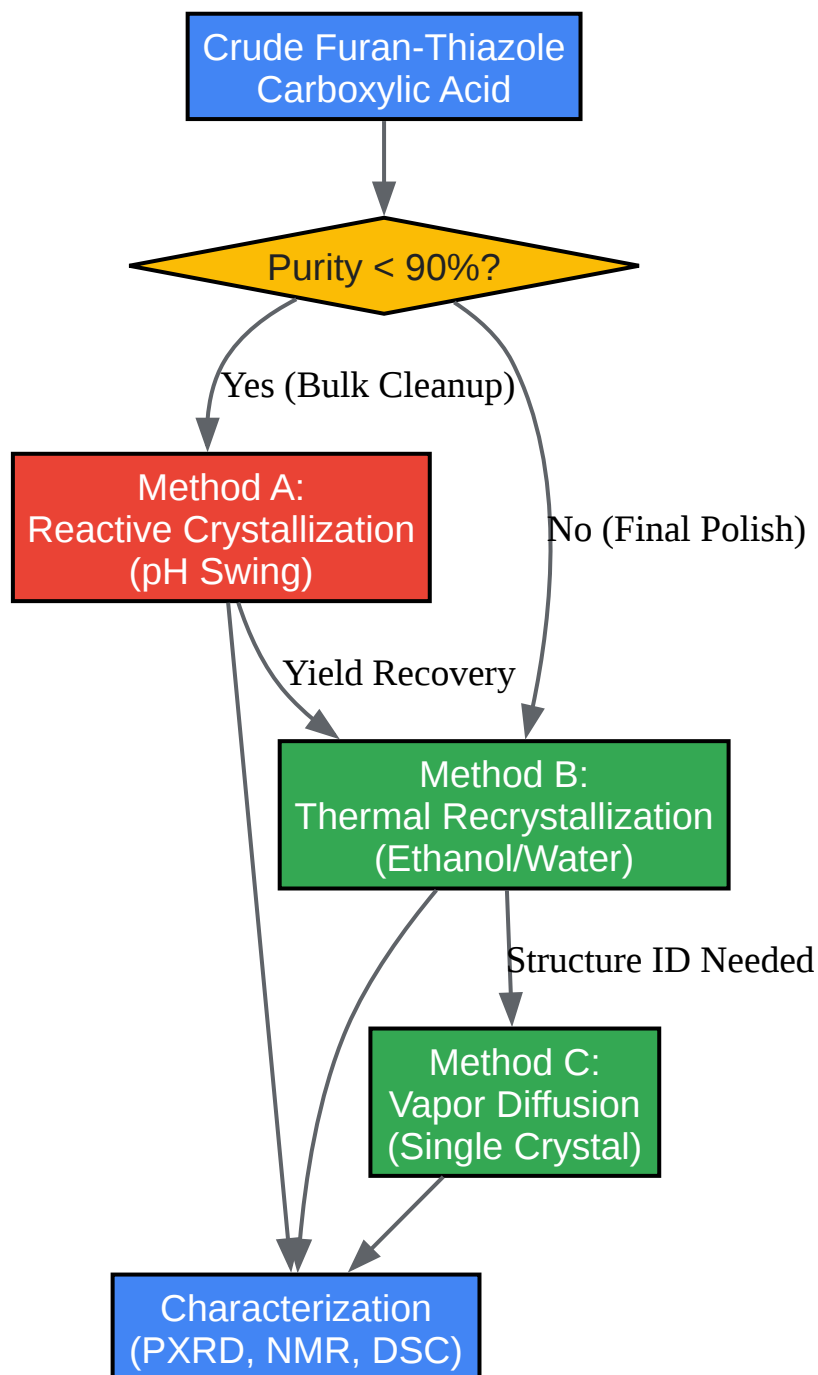 Crude Furan-Thiazole
Carboxylic Acid
Purity < 90%?
Yes (Bulk Cleanup)
Method A:
Reactive Crystallization
(pH Swing)
No (Final Polish)
Yield Recovery
Method B:
Thermal Recrystallization
(Ethanol/Water)
Structure ID Needed
Method C:
Vapor Diffusion
(Single Crystal)
Characterization
(PXRD, NMR, DSC)